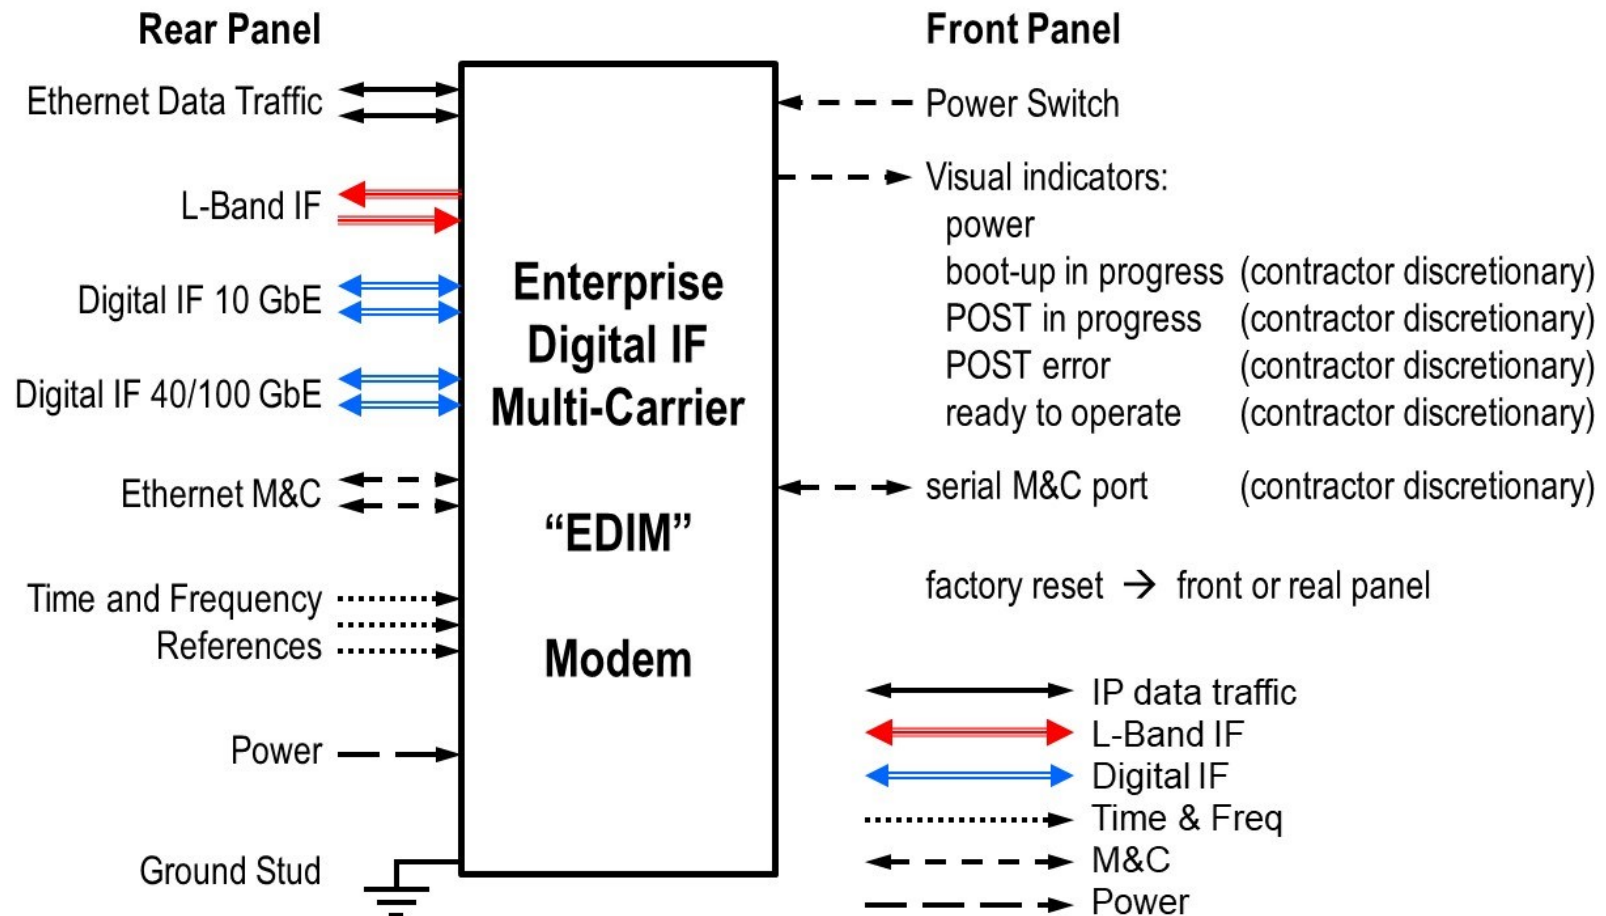 Rear Panel
Ethernet Data Traffic
L-Band IF
Digital IF 10 GbE
Digital IF 40/100 GbE
Ethernet M&C
Time and Frequency
References
Power
Ground Stud
Enterprise
Digital IF
Multi-Carrier
“EDIM”
Modem
Front Panel
Power Switch
Visual indicators:
power
boot-up in progress (contractor discretionary)
POST in progress (contractor discretionary)
POST error (contractor discretionary)
ready to operate (contractor discretionary)
serial M&C port (contractor discretionary)
factory reset → front or real panel
IP data traffic
L-Band IF
Digital IF
Time & Freq
M&C
Power